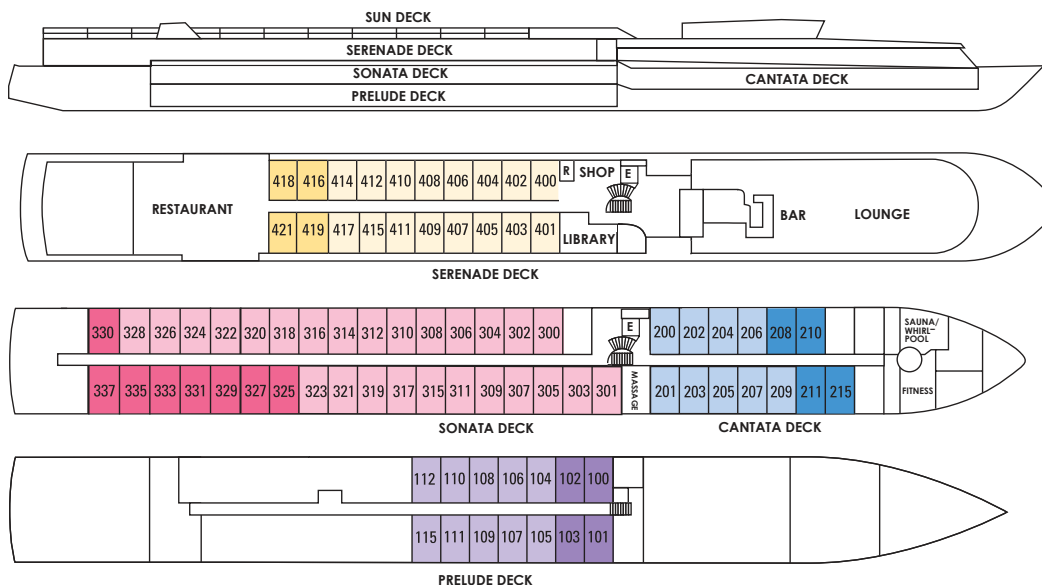 SUN DECK
SERENADE DECK
SONATA DECK
CANTATA DECK
PRELUDE DECK
418 416 414 412 410 408 406 404 402 400 R SHOP E
RESTAURANT BAR LOUNGE
421 419 417 415 411 409 407 405 403 401 LIBRARY
SERENADE DECK
330 328 326 324 322 320 318 316 314 312 310 308 306 304 302 300 E 200 202 204 206 208 210 SAUNA/
WHIRL-
POOL
337 335 333 331 329 327 325 323 321 319 317 315 311 309 307 305 303 301 MASSAGE 201 203 205 207 209 211 215 FITNESS
SONATA DECK CANTATA DECK
112 110 108 106 104 102 100
115 111 109 107 105 103 101
PRELUDE DECK